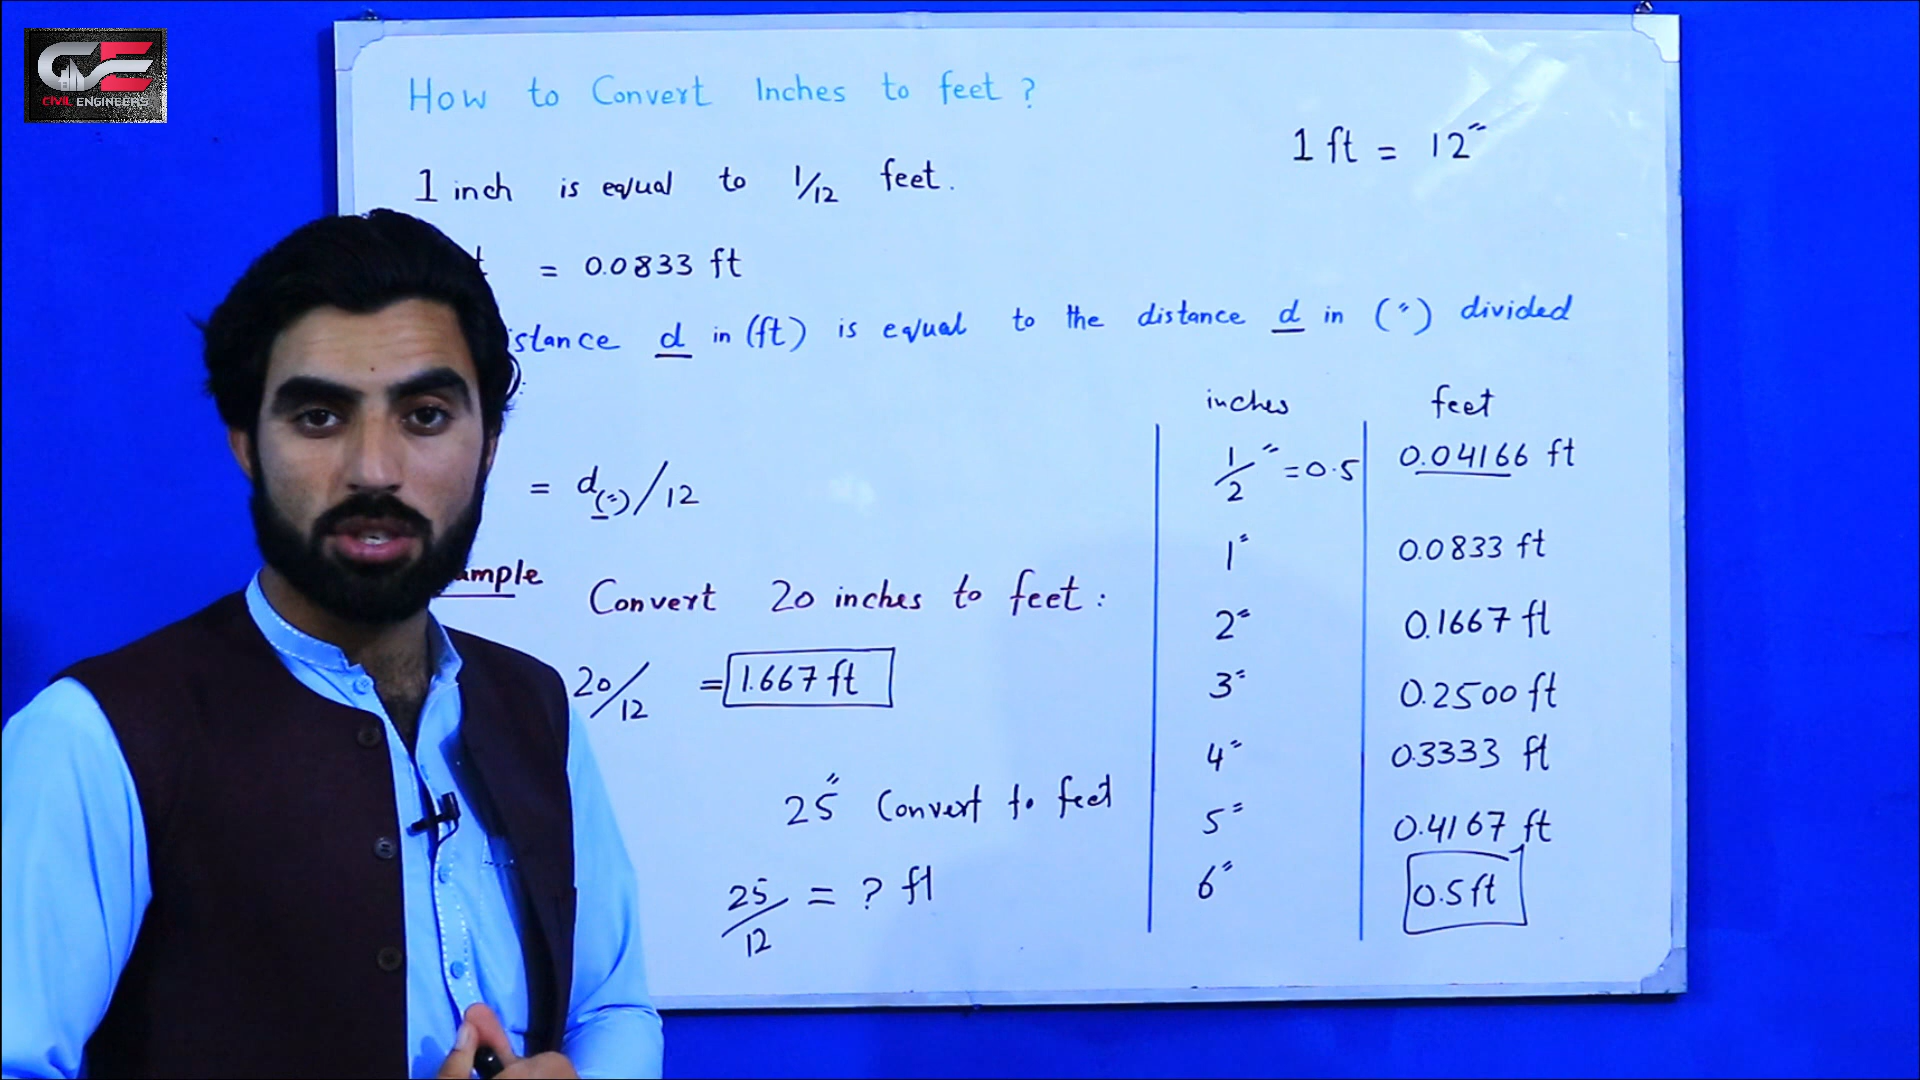 CIVIL ENGINEERS
How to Convert Inches to feet ?
1 ft = 12"
1 inch is equal to 1/12 feet.
= 0.0833 ft
istance d in (ft) is equal to the distance d in (") divided
= d(")/12
ample Convert 20 inches to feet :
20/12 = 1.667 ft
25" Convert to feet
25/12 = ? ft
inches feet
1/2" = 0.5 0.04166 ft
1" 0.0833 ft
2" 0.1667 ft
3" 0.2500 ft
4" 0.3333 ft
5" 0.4167 ft
6" 0.5 ft